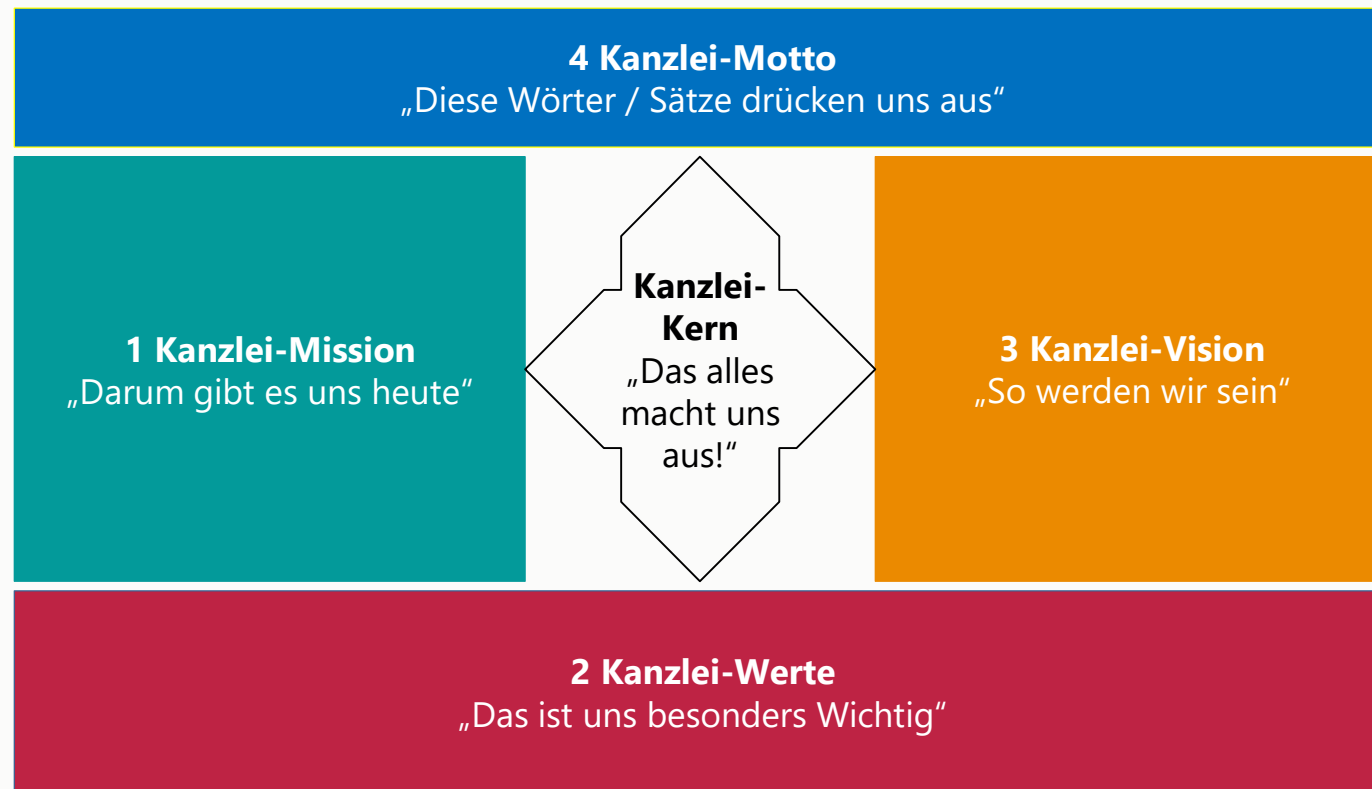 4 Kanzlei-Motto
„Diese Wörter / Sätze drücken uns aus“
1 Kanzlei-Mission
„Darum gibt es uns heute“
Kanzlei-
Kern
„Das alles
macht uns
aus!“
3 Kanzlei-Vision
„So werden wir sein“
2 Kanzlei-Werte
„Das ist uns besonders Wichtig“